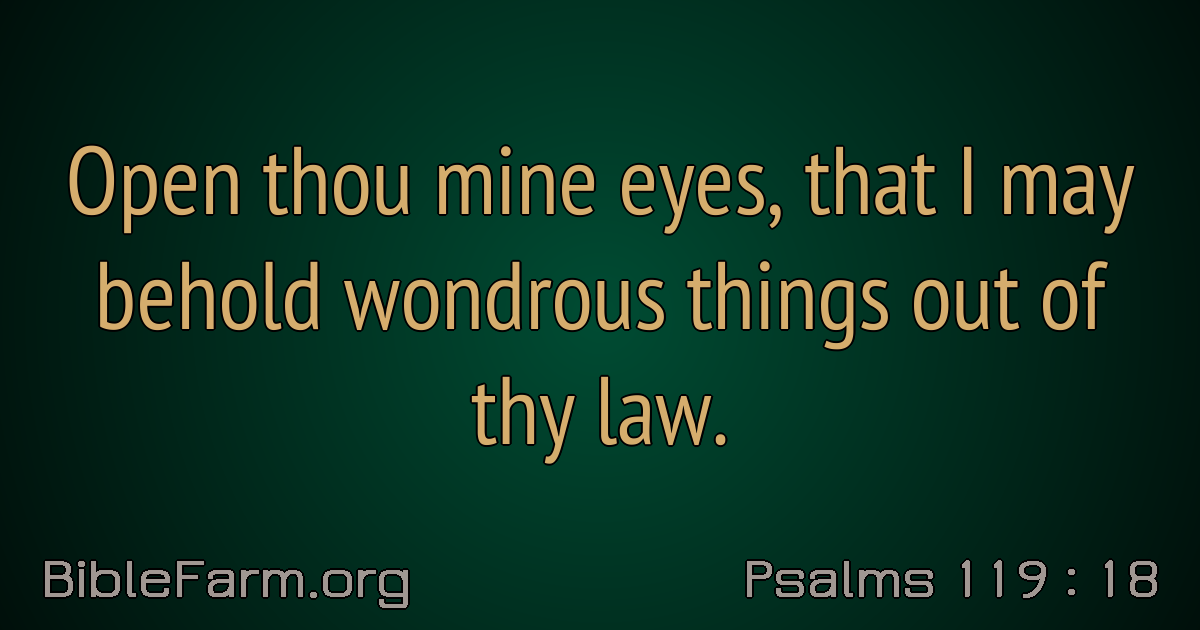 Open thou mine eyes, that I may
behold wondrous things out of
thy law.
BibleFarm.org
Psalms 119 : 18